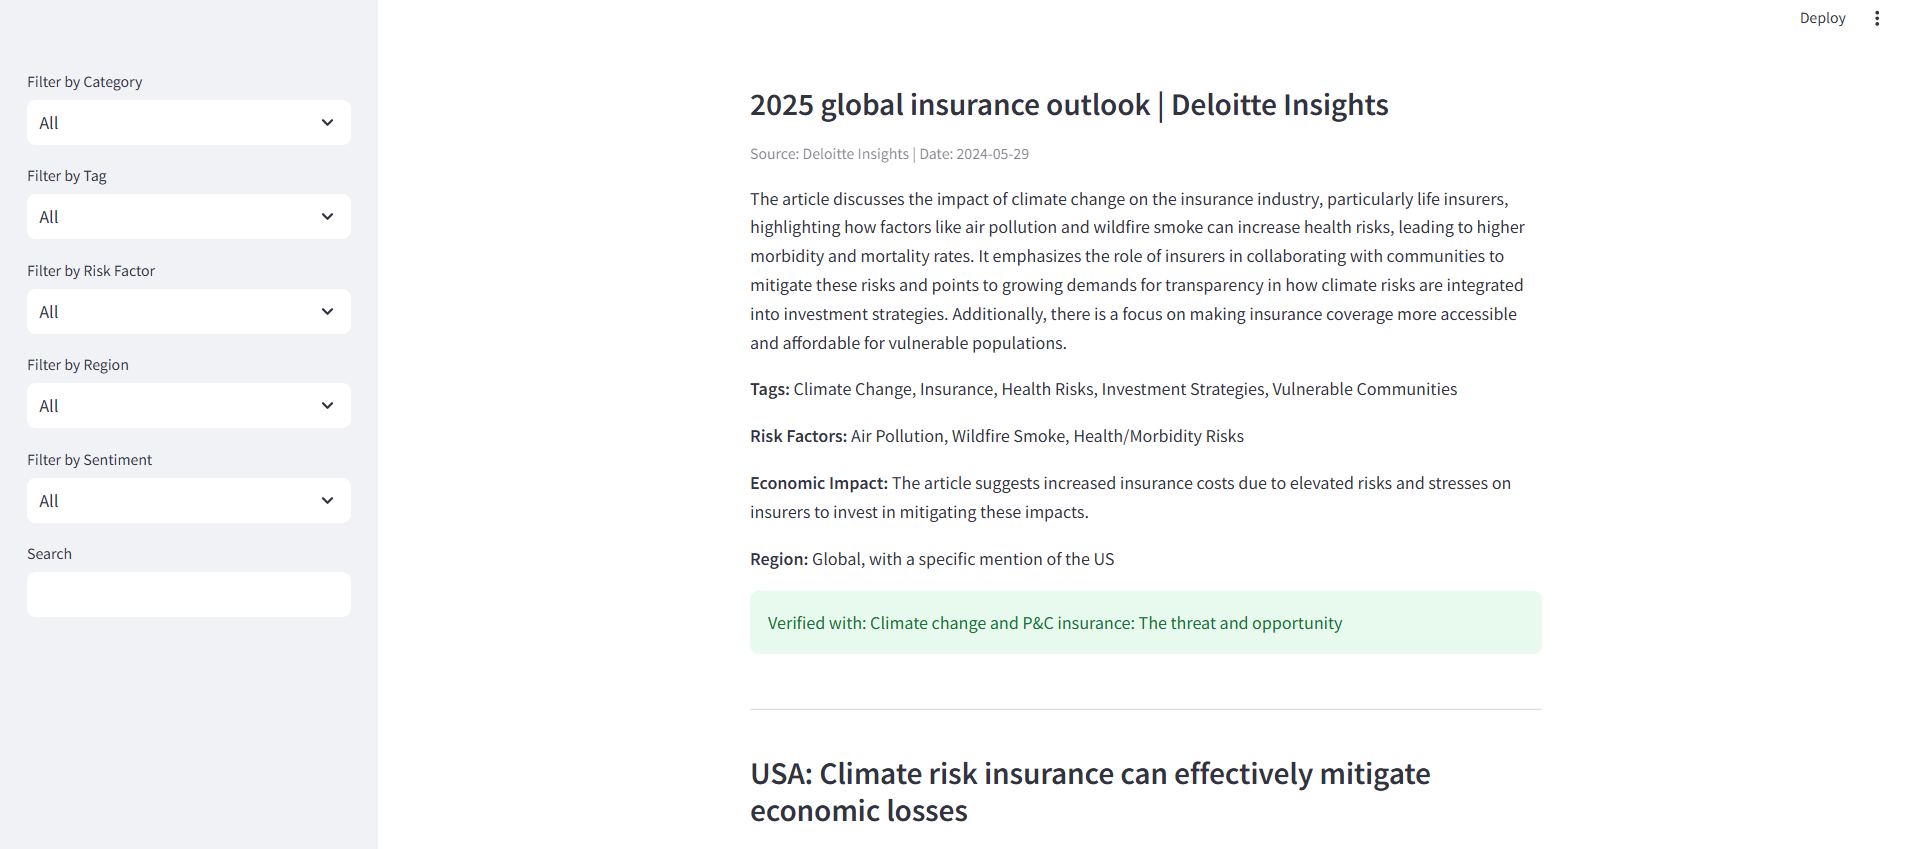 Deploy
Filter by Category
All
Filter by Tag
All
Filter by Risk Factor
All
Filter by Region
All
Filter by Sentiment
All
Search
2025 global insurance outlook | Deloitte Insights
Source: Deloitte Insights | Date: 2024-05-29
The article discusses the impact of climate change on the insurance industry, particularly life insurers,
highlighting how factors like air pollution and wildfire smoke can increase health risks, leading to higher
morbidity and mortality rates. It emphasizes the role of insurers in collaborating with communities to
mitigate these risks and points to growing demands for transparency in how climate risks are integrated
into investment strategies. Additionally, there is a focus on making insurance coverage more accessible
and affordable for vulnerable populations.
Tags: Climate Change, Insurance, Health Risks, Investment Strategies, Vulnerable Communities
Risk Factors: Air Pollution, Wildfire Smoke, Health/Morbidity Risks
Economic Impact: The article suggests increased insurance costs due to elevated risks and stresses on
insurers to invest in mitigating these impacts.
Region: Global, with a specific mention of the US
Verified with: Climate change and P&C insurance: The threat and opportunity
USA: Climate risk insurance can effectively mitigate
economic losses